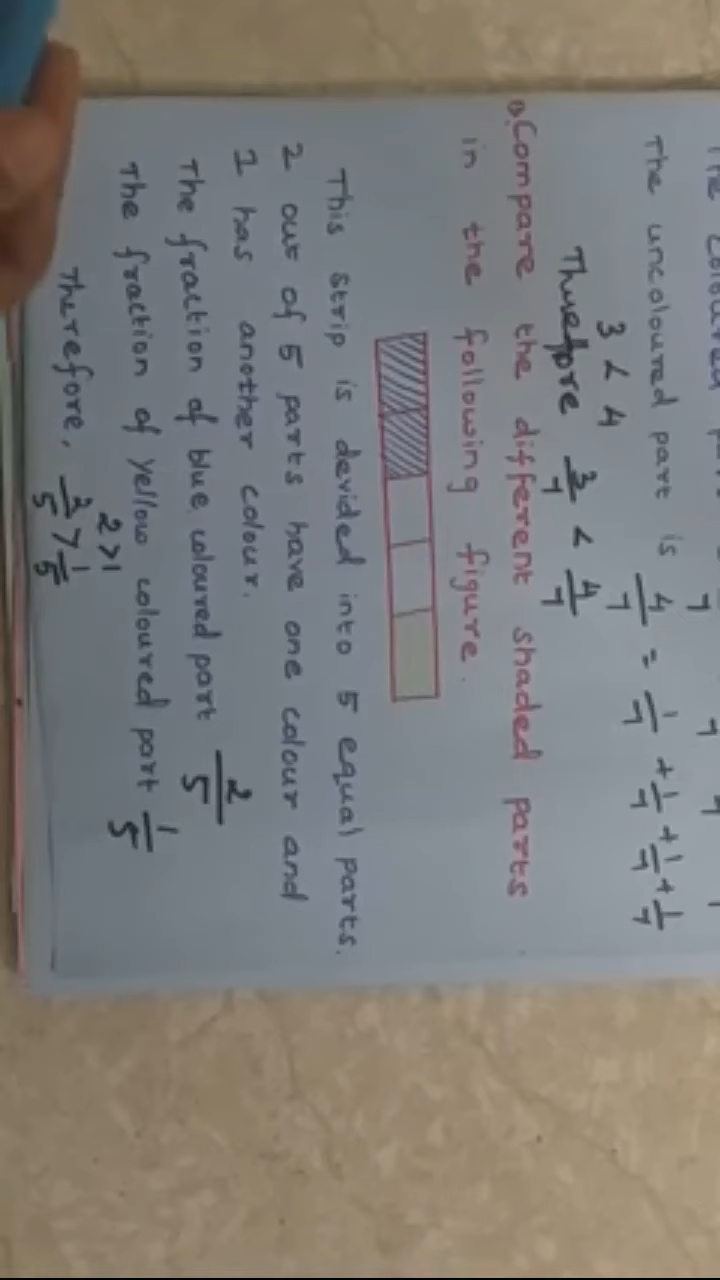 The coloured
The uncoloured part is 4/7 = 1/7 + 1/7 + 1/7 + 1/7
3 < 4
Therefore 3/7 < 4/7
Compare the different shaded parts
in the following figure.
This strip is devided into 5 equal parts.
2 out of 5 parts have one colour and
1 has another colour.
The fraction of blue coloured part 2/5
The fraction of yellow coloured part 1/5
2>1
Therefore, 2/5 > 1/5